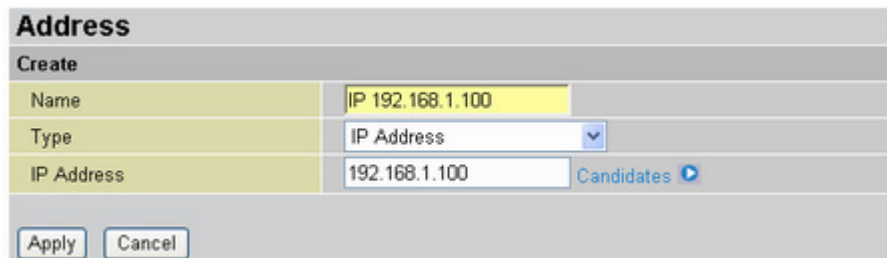 Address
Create
Name IP 192.168.1.100
Type IP Address
IP Address 192.168.1.100 Candidates
Apply Cancel